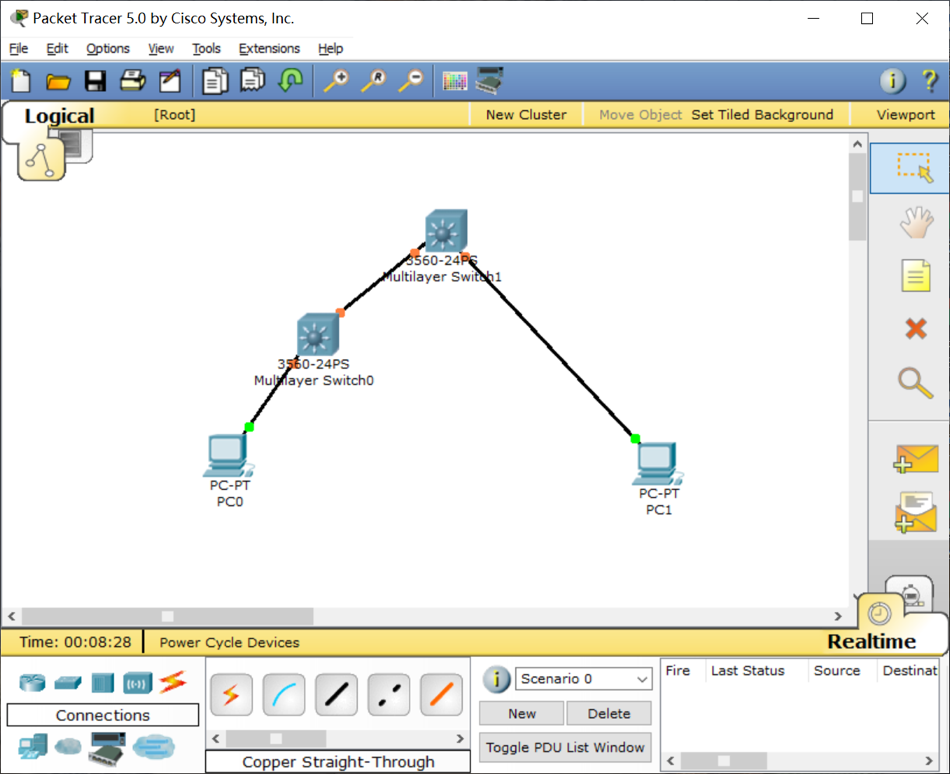 Packet Tracer 5.0 by Cisco Systems, Inc.
File Edit Options View Tools Extensions Help
Logical [Root] New Cluster Move Object Set Tiled Background Viewport
3560-24PS
Multilayer Switch1
3560-24PS
Multilayer Switch0
PC-PT
PC0
PC-PT
PC1
Time: 00:08:28 Power Cycle Devices Realtime
Connections
Copper Straight-Through
Scenario 0
New Delete
Toggle PDU List Window
Fire Last Status Source Destinat